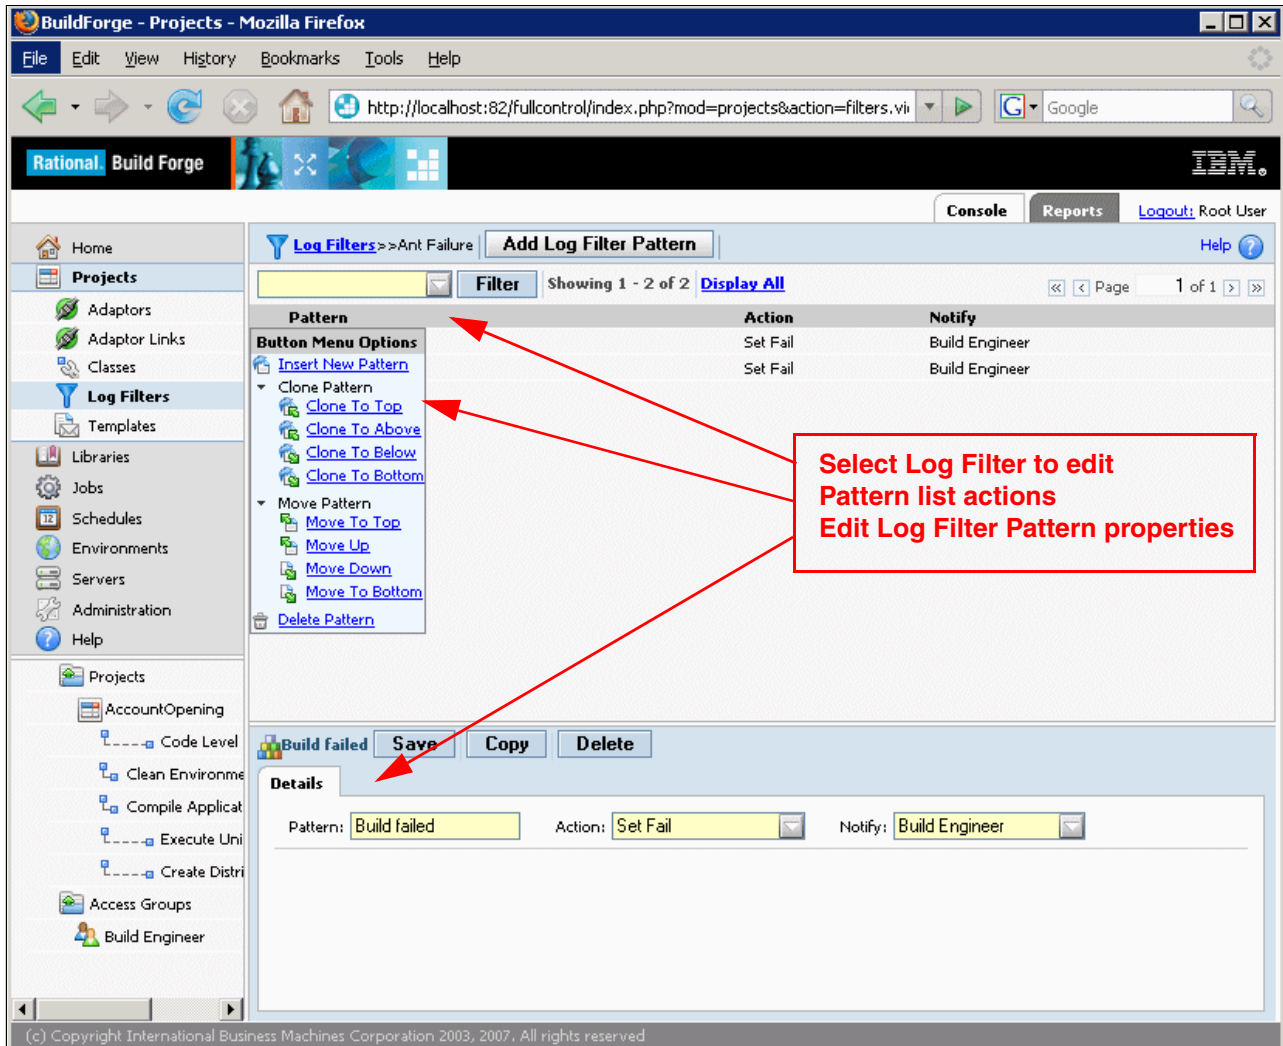 BuildForge - Projects - Mozilla Firefox
File Edit View History Bookmarks Tools Help
http://localhost:82/fullcontrol/index.php?mod=projects&action=filters.vi
G Google
Rational. Build Forge
IBM.
Console Reports Logout: Root User
Home
Log Filters>>Ant Failure Add Log Filter Pattern Help ?
Projects
Filter Showing 1 - 2 of 2 Display All Page 1 of 1
Adaptors
Pattern Action Notify
Adaptor Links
Button Menu Options Set Fail Build Engineer
Classes
Insert New Pattern Set Fail Build Engineer
Log Filters
Clone Pattern
Clone To Top
Templates
Clone To Above
Libraries
Clone To Below
Jobs
Clone To Bottom
Select Log Filter to edit
Pattern list actions
Edit Log Filter Pattern properties
Move Pattern
Schedules
12
Move To Top
Environments
Move Up
Servers
Move Down
Move To Bottom
Administration
Delete Pattern
Help
?
Projects
AccountOpening
Code Level
Build failed Save Copy Delete
Clean Environme
Details
Compile Applicat
Pattern: Build failed Action: Set Fail Notify: Build Engineer
Execute Uni
Create Distri
Access Groups
Build Engineer
(c) Copyright International Business Machines Corporation 2003, 2007. All rights reserved